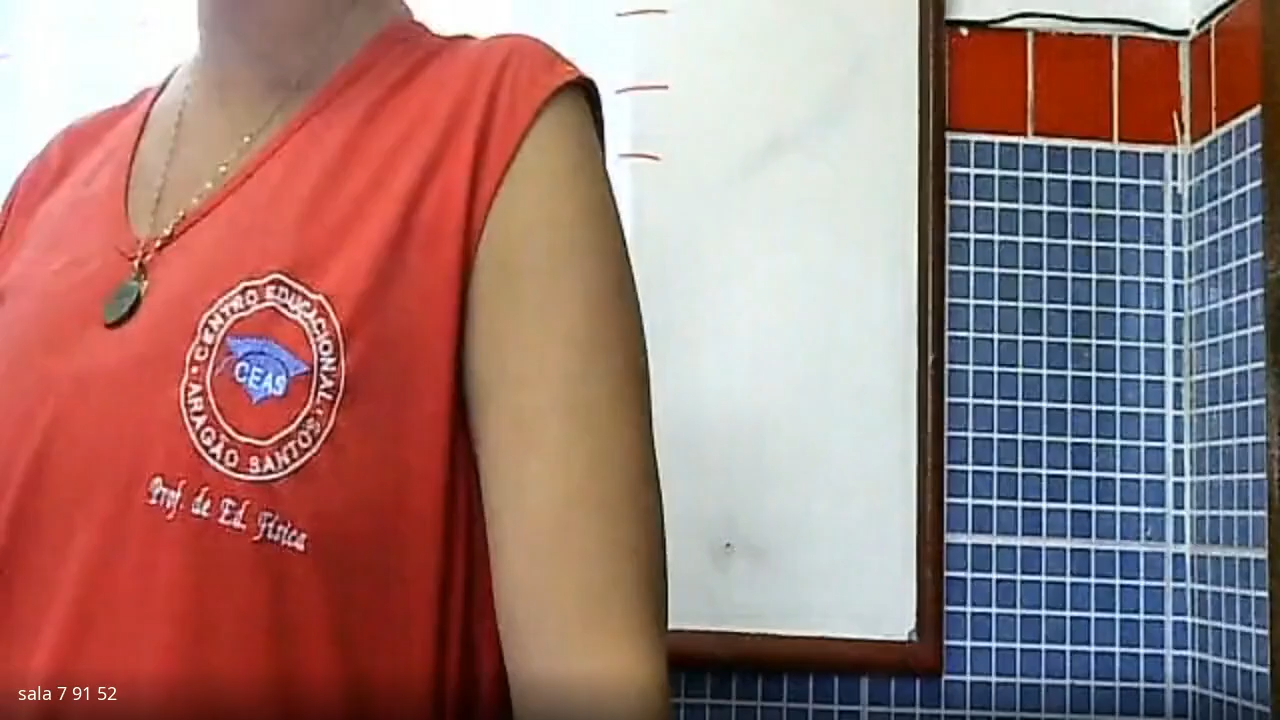 CENTRO EDUCACIONAL
CEAS
ARAGÃO SANTOS
Prof. de Ed. Física
sala 7 91 52